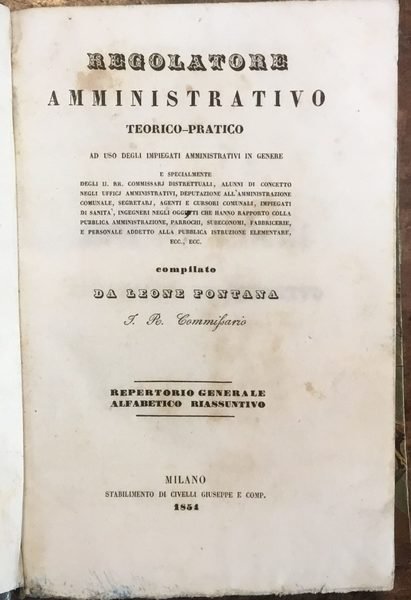 REGOLATORE
AMMINISTRATIVO
TEORICO-PRATICO
AD USO DEGLI IMPIEGATI AMMINISTRATIVI IN GENERE
E SPECIALMENTE
DEGLI II. RR. COMMISSARJ DISTRETTUALI, ALUNNI DI CONCETTO
NEGLI UFFICJ AMMINISTRATIVI, DEPUTAZIONE ALL'AMMINISTRAZIONE
COMUNALE, SEGRETARJ, AGENTI E CURSORI COMUNALI, IMPIEGATI
DI SANITA', INGEGNERI NEGLI OGGETTI CHE HANNO RAPPORTO COLLA
PUBBLICA AMMINISTRAZIONE, PARROCHI, SUBECONOMI, FABBRICERIE,
E PERSONALE ADDETTO ALLA PUBBLICA ISTRUZIONE ELEMENTARE,
ECC., ECC.
compilato
DA LEONE FONTANA
I. R. Commissario
REPERTORIO GENERALE
ALFABETICO RIASSUNTIVO
MILANO
STABILIMENTO DI CIVELLI GIUSEPPE E COMP.
1851